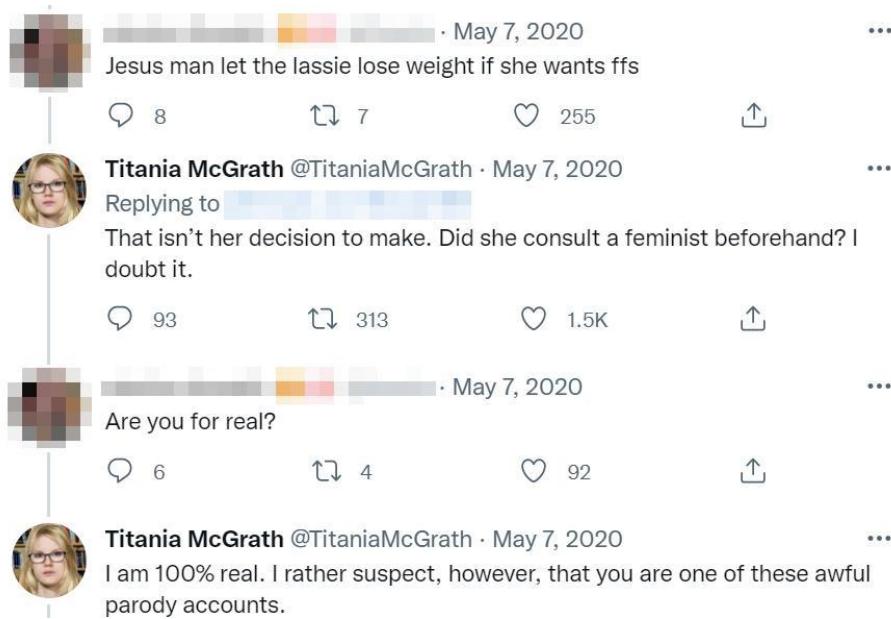 · May 7, 2020
Jesus man let the lassie lose weight if she wants ffs
8 7 255
Titania McGrath @TitaniaMcGrath · May 7, 2020
Replying to
That isn’t her decision to make. Did she consult a feminist beforehand? I
doubt it.
93 313 1.5K
· May 7, 2020
Are you for real?
6 4 92
Titania McGrath @TitaniaMcGrath · May 7, 2020
I am 100% real. I rather suspect, however, that you are one of these awful
parody accounts.